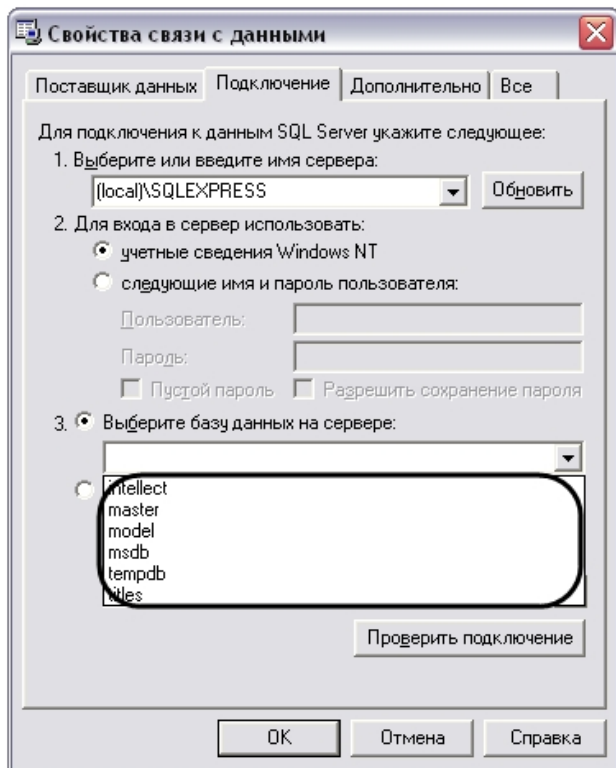 Свойства связи с данными
Поставщик данных Подключение Дополнительно Все
Для подключения к данным SQL Server укажите следующее:
1. Выберите или введите имя сервера:
(local)\SQLEXPRESS Обновить
2. Для входа в сервер использовать:
учетные сведения Windows NT
следующие имя и пароль пользователя:
Пользователь:
Пароль:
Пустой пароль Разрешить сохранение пароля
3. Выберите базу данных на сервере:
intellect
master
model
msdb
tempdb
titles
Проверить подключение
OK Отмена Справка